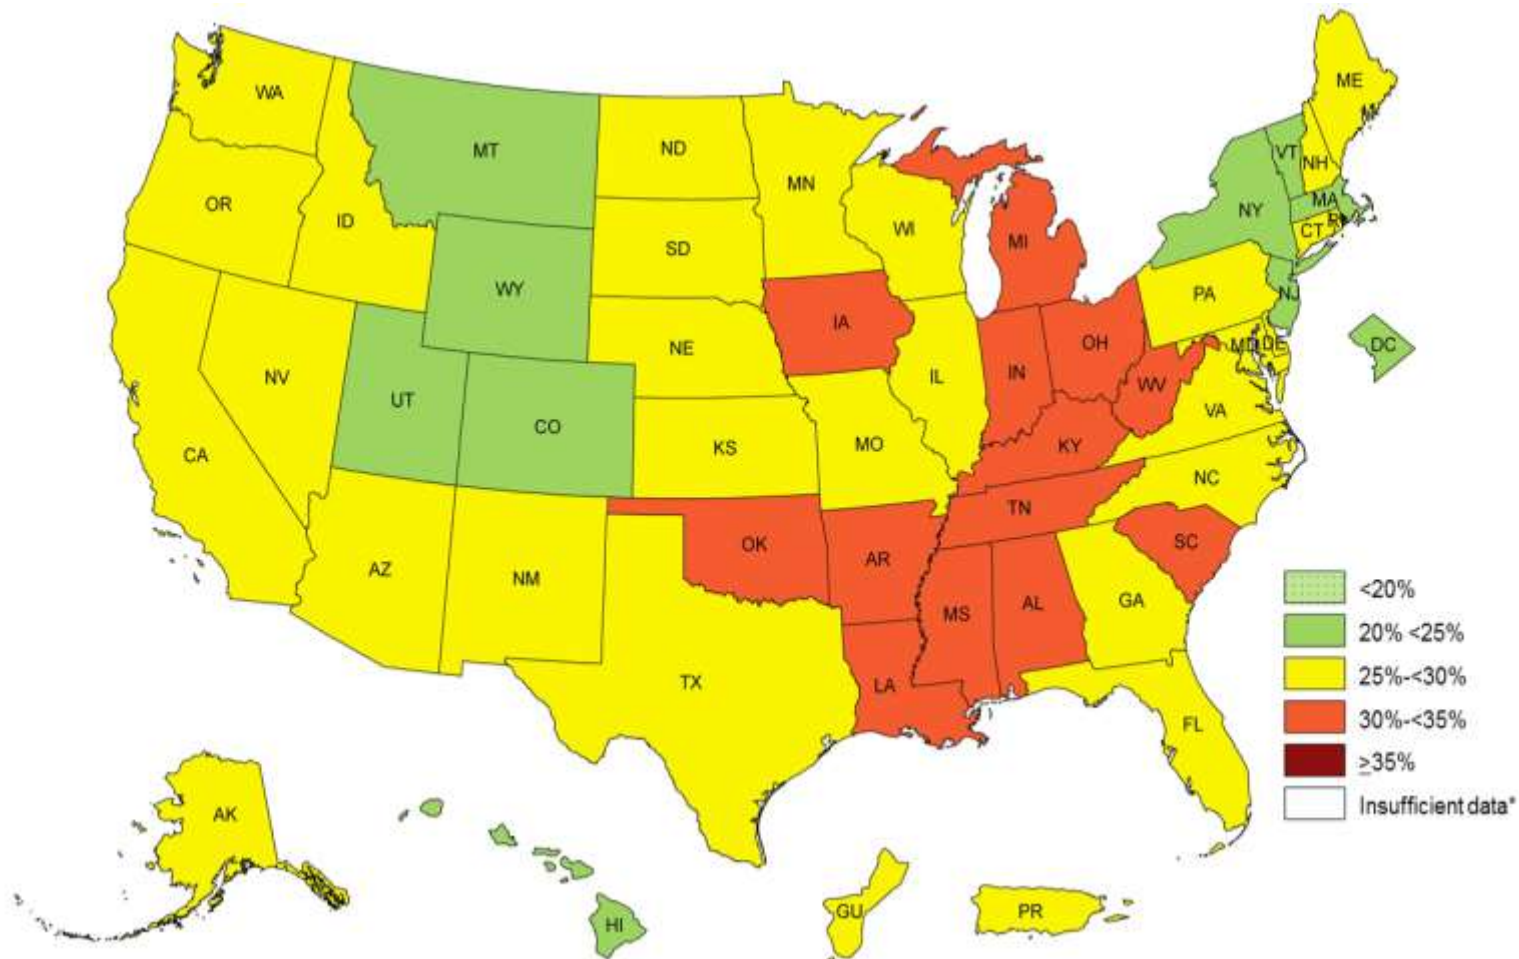 ME
WA
MT
ND
VT
NH
MN
OR
ID
MA
NY
RI
WI
CT
SD
MI
WY
PA
NJ
IA
OH
MD
DE
DC
NE
IN
NV
IL
WV
UT
VA
CO
KS
MO
KY
CA
NC
TN
OK
SC
AR
AZ
NM
GA
MS
AL
TX
LA
FL
<20%
20% <25%
25%-<30%
30%-<35%
≥35%
Insufficient data*
AK
HI
GU
PR